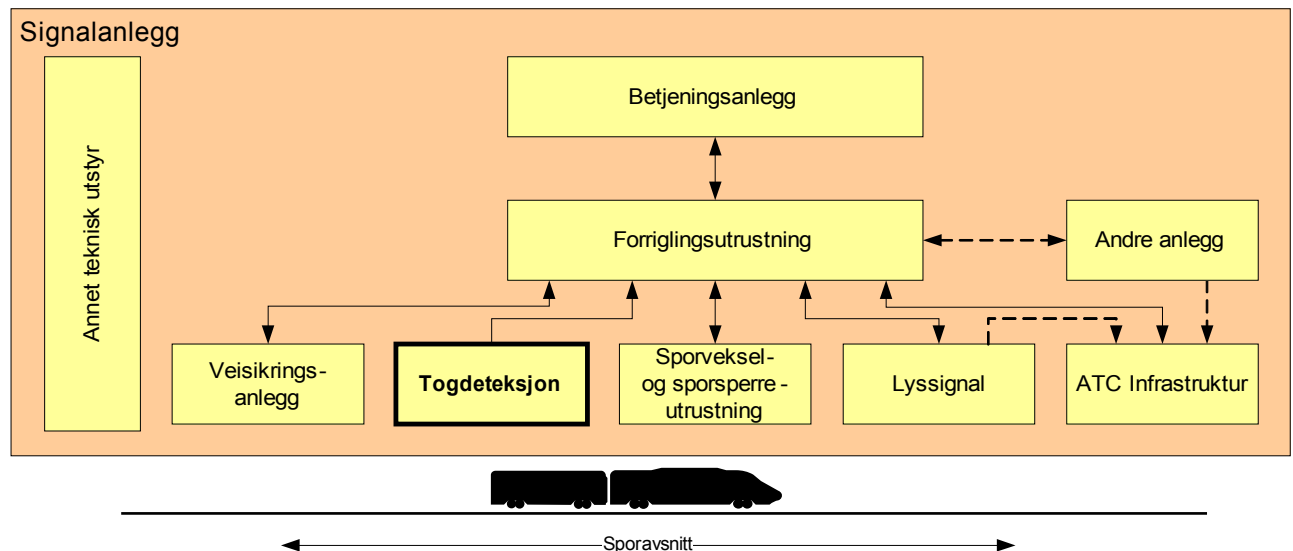 Signalanlegg
Annet teknisk utstyr
Betjeningsanlegg
Forriglingsutrustning
Andre anlegg
Veisikrings-
anlegg
Togdeteksjon
Sporveksel-
og sporsperre-
utrustning
Lyssignal
ATC Infrastruktur
Sporavsnitt